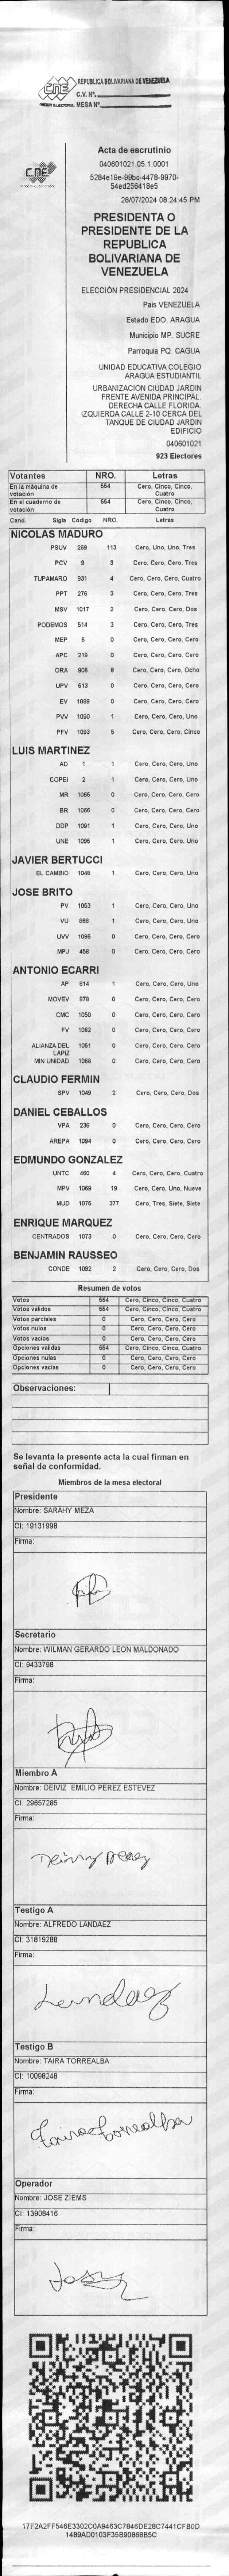 CNE
PODER ELECTORAL
REPUBLICA BOLIVARIANA DE VENEZUELA
C.V. Nº.
MESA Nº.
CNE
Acta de escrutinio
040601021.05.1.0001
5284e19e-99bc-4478-9970-
54ed256418e5
28/07/2024 08:24:45 PM
PRESIDENTA O
PRESIDENTE DE LA
REPUBLICA
BOLIVARIANA DE
VENEZUELA
ELECCIÓN PRESIDENCIAL 2024
Pais VENEZUELA
Estado EDO. ARAGUA
Municipio MP. SUCRE
Parroquia PQ. CAGUA
UNIDAD EDUCATIVA COLEGIO
ARAGUA ESTUDIANTIL
URBANIZACION CIUDAD JARDIN
FRENTE AVENIDA PRINCIPAL.
DERECHA CALLE FLORIDA.
IZQUIERDA CALLE 2-10 CERCA DEL
TANQUE DE CIUDAD JARDIN
EDIFICIO
040601021
923 Electores
Votantes NRO. Letras
En la máquina de votación 554 Cero, Cinco, Cinco, Cuatro
En el cuaderno de votación 554 Cero, Cinco, Cinco, Cuatro
Cand. Sigla Código NRO. Letras
NICOLAS MADURO
PSUV 269 113 Cero, Uno, Uno, Tres
PCV 9 3 Cero, Cero, Cero, Tres
TUPAMARO 931 4 Cero, Cero, Cero, Cuatro
PPT 276 3 Cero, Cero, Cero, Tres
MSV 1017 2 Cero, Cero, Cero, Dos
PODEMOS 514 3 Cero, Cero, Cero, Tres
MEP 6 0 Cero, Cero, Cero, Cero
APC 219 0 Cero, Cero, Cero, Cero
ORA 906 8 Cero, Cero, Cero, Ocho
UPV 513 0 Cero, Cero, Cero, Cero
EV 1089 0 Cero, Cero, Cero, Cero
PVV 1090 1 Cero, Cero, Cero, Uno
PFV 1093 5 Cero, Cero, Cero, Cinco
LUIS MARTINEZ
AD 1 1 Cero, Cero, Cero, Uno
COPEI 2 1 Cero, Cero, Cero, Uno
MR 1065 0 Cero, Cero, Cero, Cero
BR 1066 0 Cero, Cero, Cero, Cero
DDP 1091 1 Cero, Cero, Cero, Uno
UNE 1095 1 Cero, Cero, Cero, Uno
JAVIER BERTUCCI
EL CAMBIO 1048 1 Cero, Cero, Cero, Uno
JOSE BRITO
PV 1053 1 Cero, Cero, Cero, Uno
VU 868 1 Cero, Cero, Cero, Uno
UVV 1096 0 Cero, Cero, Cero, Cero
MPJ 458 0 Cero, Cero, Cero, Cero
ANTONIO ECARRI
AP 814 1 Cero, Cero, Cero, Uno
MOVEV 978 0 Cero, Cero, Cero, Cero
CMC 1050 0 Cero, Cero, Cero, Cero
FV 1062 0 Cero, Cero, Cero, Cero
ALIANZA DEL LAPIZ 1051 0 Cero, Cero, Cero, Cero
MIN UNIDAD 1058 0 Cero, Cero, Cero, Cero
CLAUDIO FERMIN
SPV 1049 2 Cero, Cero, Cero, Dos
DANIEL CEBALLOS
VPA 236 0 Cero, Cero, Cero, Cero
AREPA 1094 0 Cero, Cero, Cero, Cero
EDMUNDO GONZALEZ
UNTC 460 4 Cero, Cero, Cero, Cuatro
MPV 1069 19 Cero, Cero, Uno, Nueve
MUD 1075 377 Cero, Tres, Siete, Siete
ENRIQUE MARQUEZ
CENTRADOS 1073 0 Cero, Cero, Cero, Cero
BENJAMIN RAUSSEO
CONDE 1092 2 Cero, Cero, Cero, Dos
Resumen de votos
Votos 554 Cero, Cinco, Cinco, Cuatro
Votos validos 554 Cero, Cinco, Cinco, Cuatro
Votos parciales 0 Cero, Cero, Cero, Cero
Votos nulos 0 Cero, Cero, Cero, Cero
Votos vacios 0 Cero, Cero, Cero, Cero
Opciones validas 554 Cero, Cinco, Cinco, Cuatro
Opciones nulas 0 Cero, Cero, Cero, Cero
Opciones vacias 0 Cero, Cero, Cero, Cero
Observaciones:
Se levanta la presente acta la cual firman en
señal de conformidad.
Miembros de la mesa electoral
Presidente
Nombre: SARAHY MEZA
CI: 19131998
Firma:
Secretario
Nombre: WILMAN GERARDO LEON MALDONADO
CI: 9433798
Firma:
Miembro A
Nombre: DEIVIZ EMILIO PEREZ ESTEVEZ
CI: 29657265
Firma:
Testigo A
Nombre: ALFREDO LANDAEZ
CI: 31819288
Firma:
Landaez
Testigo B
Nombre: TAIRA TORREALBA
CI: 10098248
Firma:
Taira Torrealba
Operador
Nombre: JOSE ZIEMS
CI: 13908416
Firma:
17F2A2FF546E3302C0A9463C7846DE28C7441CFB0D
1489AD0103F35B90868B5C